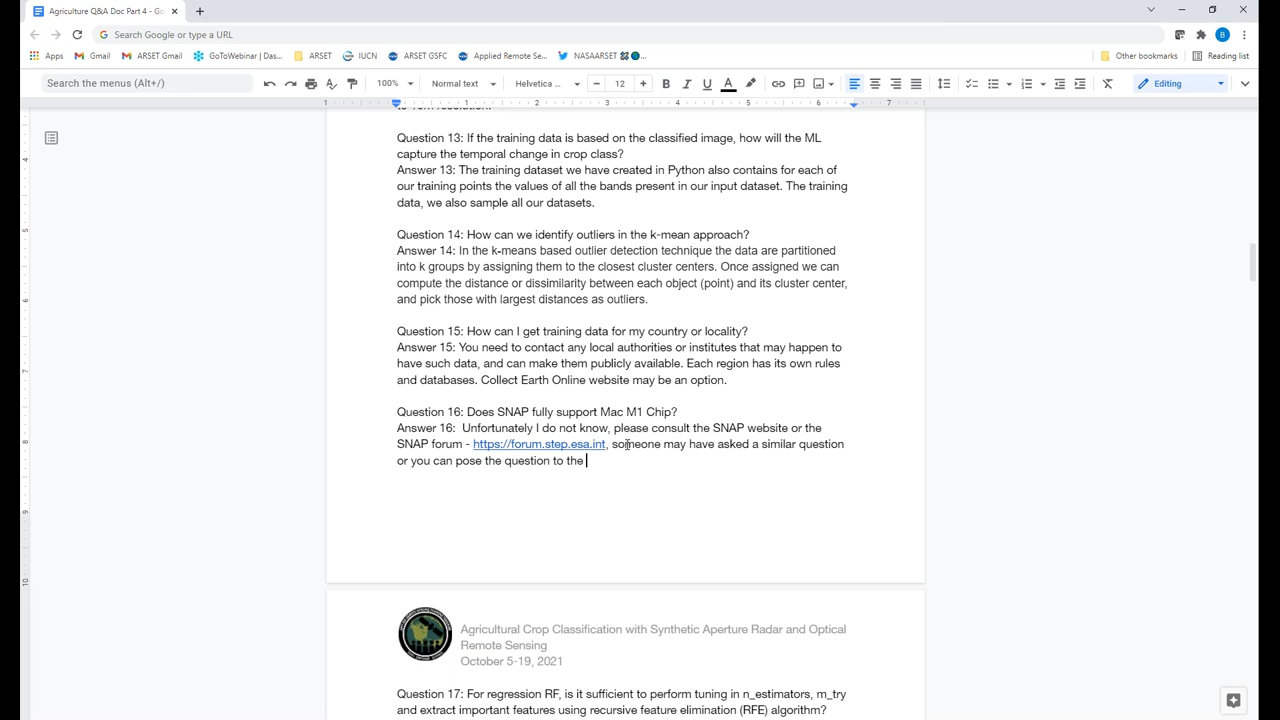 Agriculture Q&A Doc Part 4 - Go
Search Google or type a URL
Apps Gmail ARSET Gmail GoToWebinar | Das... ARSET IUCN ARSET GSFC Applied Remote Se... NASAARSET Other bookmarks Reading list
Search the menus (Alt+/) 100% Normal text Helvetica ... 12 Editing
1 1 2 3 4 5 6 7
Question 13: If the training data is based on the classified image, how will the ML
capture the temporal change in crop class?
Answer 13: The training dataset we have created in Python also contains for each of
our training points the values of all the bands present in our input dataset. The training
data, we also sample all our datasets.
Question 14: How can we identify outliers in the k-mean approach?
Answer 14: In the k-means based outlier detection technique the data are partitioned
into k groups by assigning them to the closest cluster centers. Once assigned we can
compute the distance or dissimilarity between each object (point) and its cluster center,
and pick those with largest distances as outliers.
Question 15: How can I get training data for my country or locality?
Answer 15: You need to contact any local authorities or institutes that may happen to
have such data, and can make them publicly available. Each region has its own rules
and databases. Collect Earth Online website may be an option.
Question 16: Does SNAP fully support Mac M1 Chip?
Answer 16:  Unfortunately I do not know, please consult the SNAP website or the
SNAP forum - https://forum.step.esa.int, someone may have asked a similar question
or you can pose the question to the
Agricultural Crop Classification with Synthetic Aperture Radar and Optical
Remote Sensing
October 5-19, 2021
Question 17: For regression RF, is it sufficient to perform tuning in n_estimators, m_try
and extract important features using recursive feature elimination (RFE) algorithm?